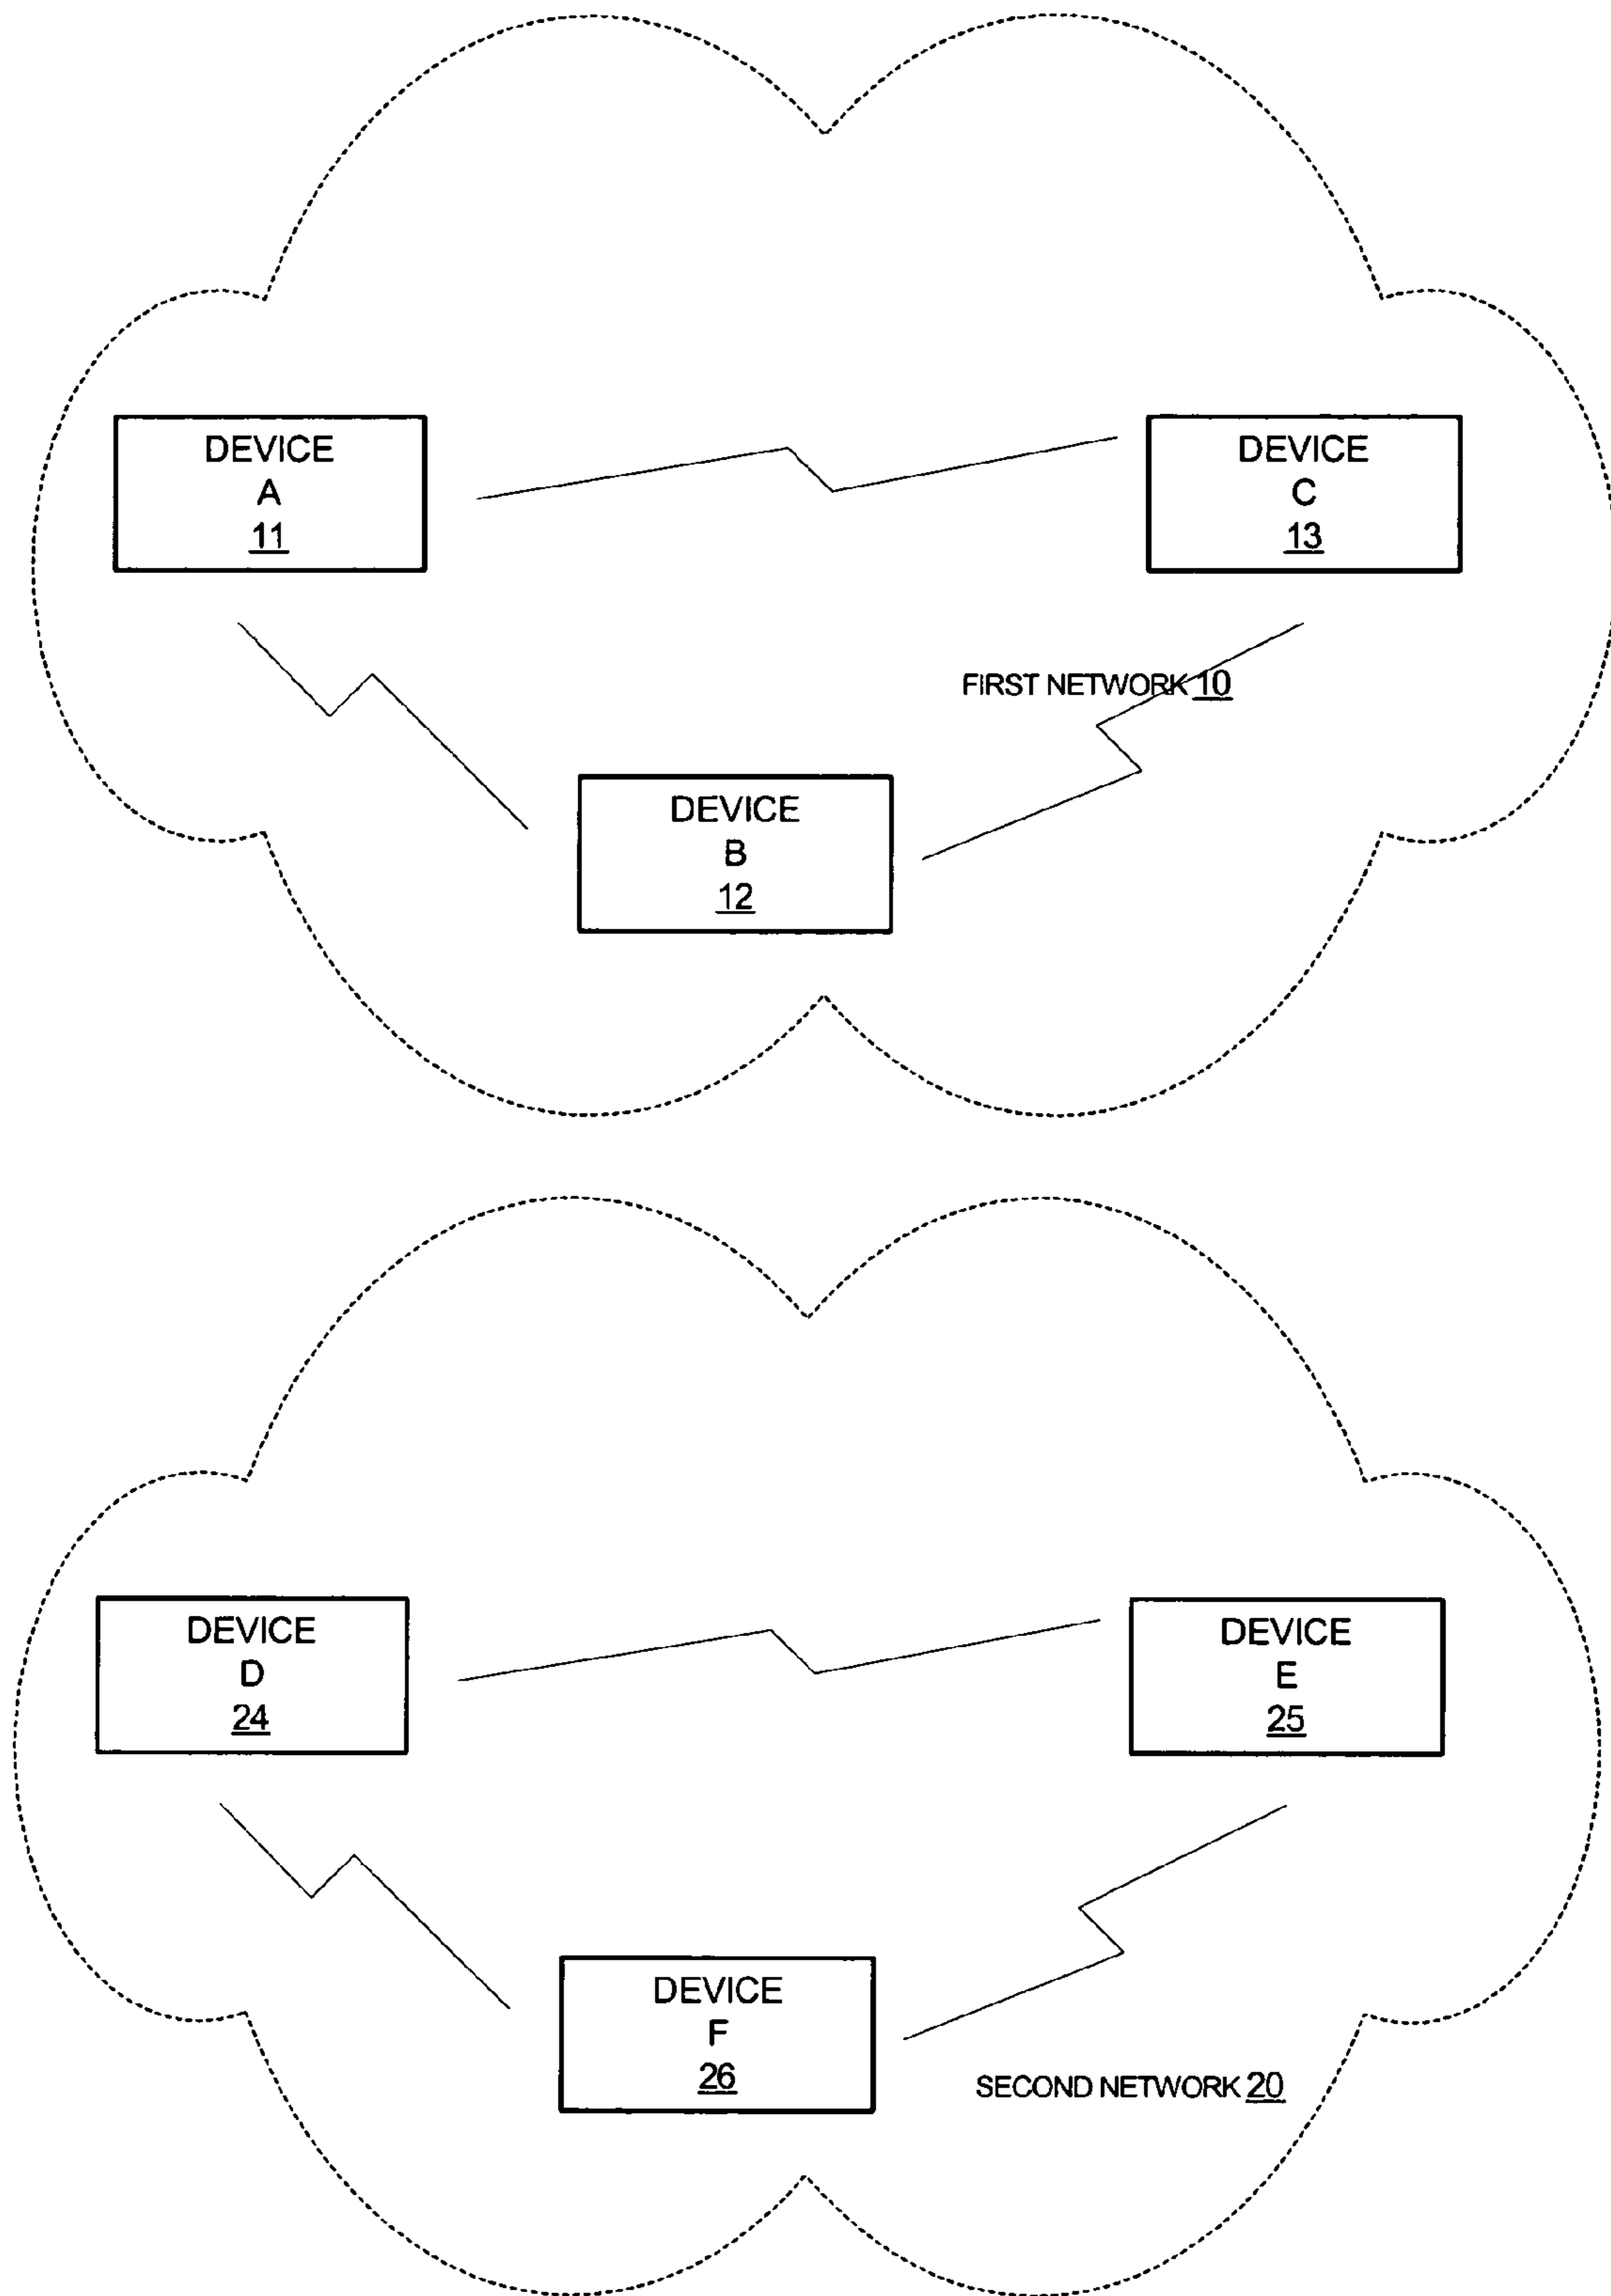 DEVICE
A
11
DEVICE
C
13
FIRST NETWORK 10
DEVICE
B
12
DEVICE
D
24
DEVICE
E
25
DEVICE
F
26
SECOND NETWORK 20